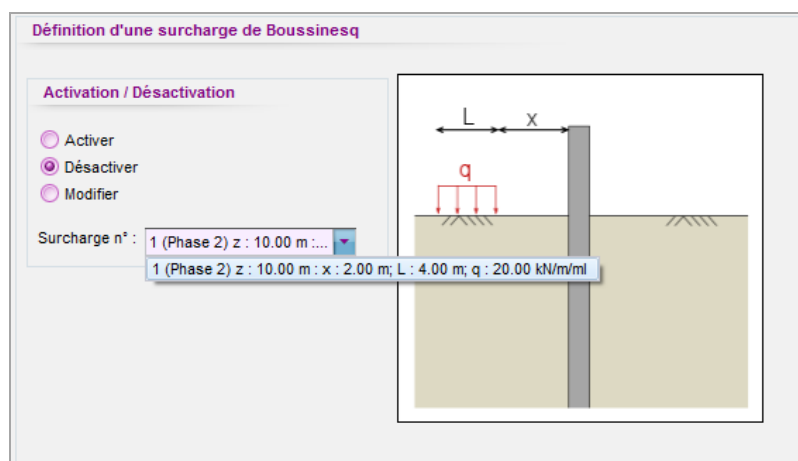 Définition d'une surcharge de Boussinesq
Activation / Désactivation
Activer
Désactiver
Modifier
Surcharge n° : 1 (Phase 2) z : 10.00 m :...
1 (Phase 2) z : 10.00 m : x : 2.00 m; L : 4.00 m; q : 20.00 kN/m/ml
L x
q